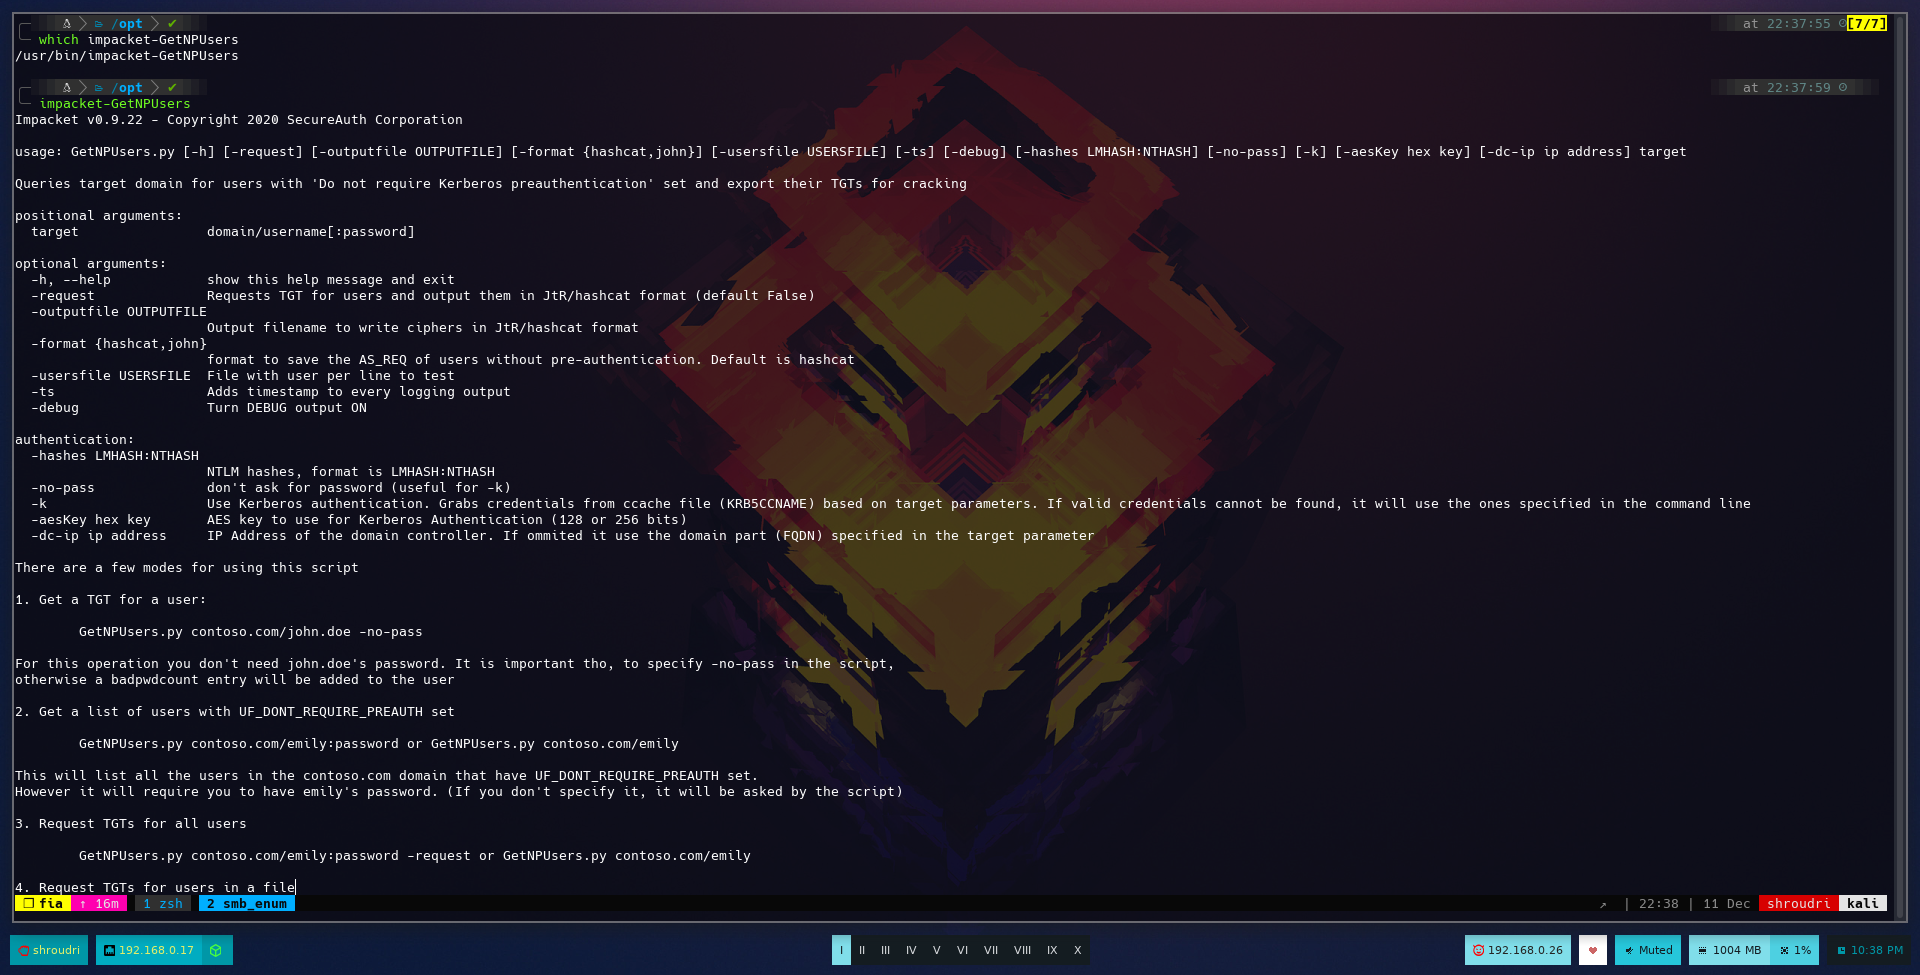 /opt ✔ at 22:37:55 [7/7]
which impacket-GetNPUsers
/usr/bin/impacket-GetNPUsers
/opt ✔ at 22:37:59
impacket-GetNPUsers
Impacket v0.9.22 - Copyright 2020 SecureAuth Corporation
usage: GetNPUsers.py [-h] [-request] [-outputfile OUTPUTFILE] [-format {hashcat,john}] [-usersfile USERSFILE] [-ts] [-debug] [-hashes LMHASH:NTHASH] [-no-pass] [-k] [-aesKey hex key] [-dc-ip ip address] target
Queries target domain for users with 'Do not require Kerberos preauthentication' set and export their TGTs for cracking
positional arguments:
target domain/username[:password]
optional arguments:
-h, --help show this help message and exit
-request Requests TGT for users and output them in JtR/hashcat format (default False)
-outputfile OUTPUTFILE
Output filename to write ciphers in JtR/hashcat format
-format {hashcat,john}
format to save the AS_REQ of users without pre-authentication. Default is hashcat
-usersfile USERSFILE File with user per line to test
-ts Adds timestamp to every logging output
-debug Turn DEBUG output ON
authentication:
-hashes LMHASH:NTHASH
NTLM hashes, format is LMHASH:NTHASH
-no-pass don't ask for password (useful for -k)
-k Use Kerberos authentication. Grabs credentials from ccache file (KRB5CCNAME) based on target parameters. If valid credentials cannot be found, it will use the ones specified in the command line
-aesKey hex key AES key to use for Kerberos Authentication (128 or 256 bits)
-dc-ip ip address IP Address of the domain controller. If ommited it use the domain part (FQDN) specified in the target parameter
There are a few modes for using this script
1. Get a TGT for a user:
GetNPUsers.py contoso.com/john.doe -no-pass
For this operation you don't need john.doe's password. It is important tho, to specify -no-pass in the script,
otherwise a badpwdcount entry will be added to the user
2. Get a list of users with UF_DONT_REQUIRE_PREAUTH set
GetNPUsers.py contoso.com/emily:password or GetNPUsers.py contoso.com/emily
This will list all the users in the contoso.com domain that have UF_DONT_REQUIRE_PREAUTH set.
However it will require you to have emily's password. (If you don't specify it, it will be asked by the script)
3. Request TGTs for all users
GetNPUsers.py contoso.com/emily:password -request or GetNPUsers.py contoso.com/emily
4. Request TGTs for users in a file
❐ fia ↑ 16m 1 zsh 2 smb_enum ↗ | 22:38 | 11 Dec shroudri kali
shroudri 192.168.0.17 I II III IV V VI VII VIII IX X 192.168.0.26 Muted 1004 MB 1% 10:38 PM